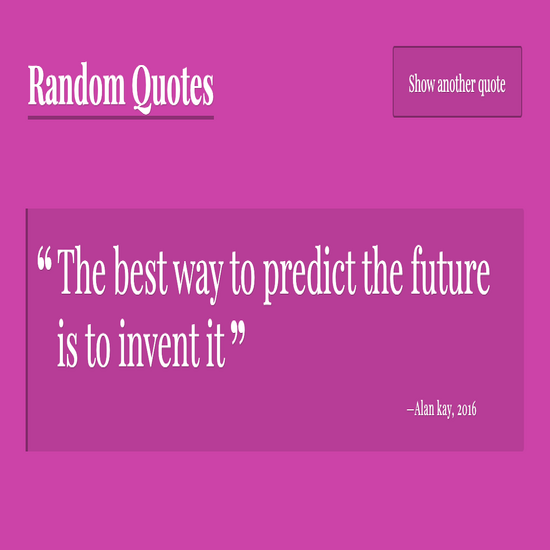 Random Quotes
Show another quote
“The best way to predict the future
is to invent it”
—Alan kay, 2016